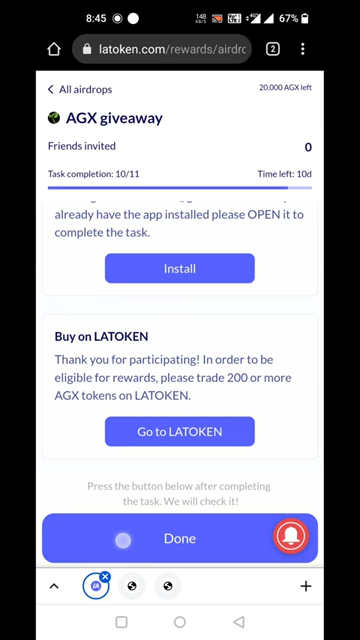 8:45
148
KB/S
67%
latoken.com/rewards/airdro
2
All airdrops
20,000 AGX left
AGX giveaway
Friends invited
0
Task completion: 10/11
Time left: 10d
already have the app installed please OPEN it to
complete the task.
Install
Buy on LATOKEN
Thank you for participating! In order to be
eligible for rewards, please trade 200 or more
AGX tokens on LATOKEN.
Go to LATOKEN
Press the button below after completing
the task. We will check it!
Done